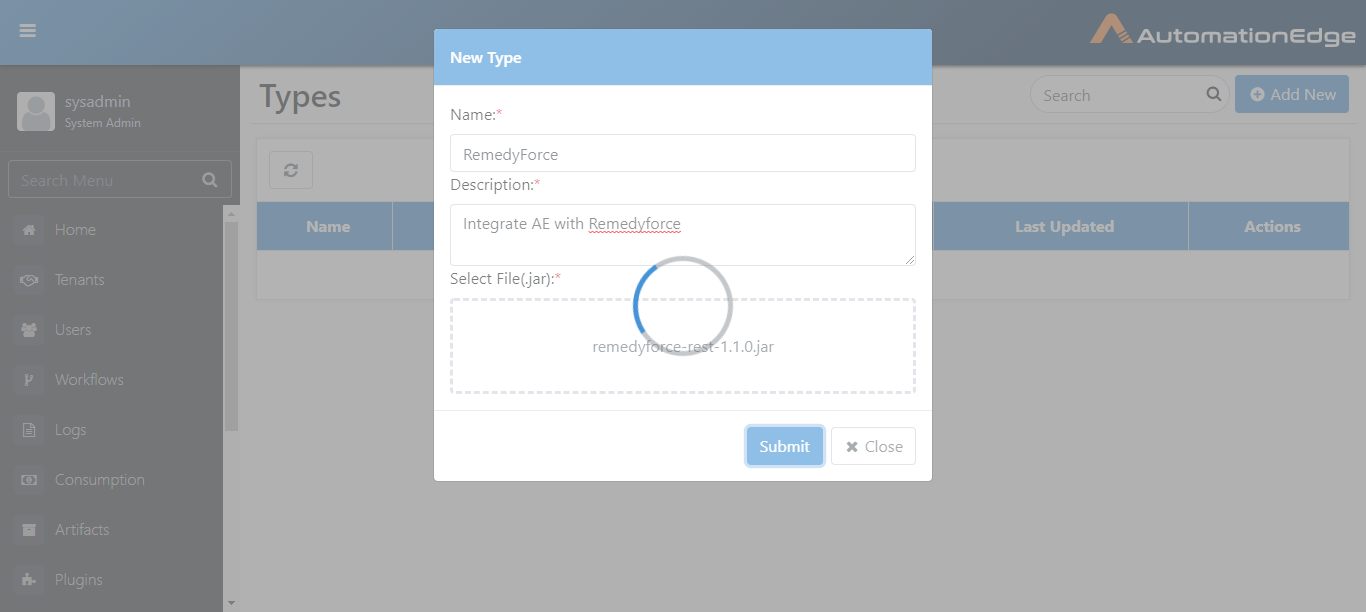 AutomationEdge
sysadmin
System Admin
Search Menu
Home
Tenants
Users
Workflows
Logs
Consumption
Artifacts
Plugins
Types
Search
Add New
Name
Last Updated
Actions
New Type
Name:*
RemedyForce
Description:*
Integrate AE with Remedyforce
Select File(.jar):*
remedyforce-rest-1.1.0.jar
Submit
Close